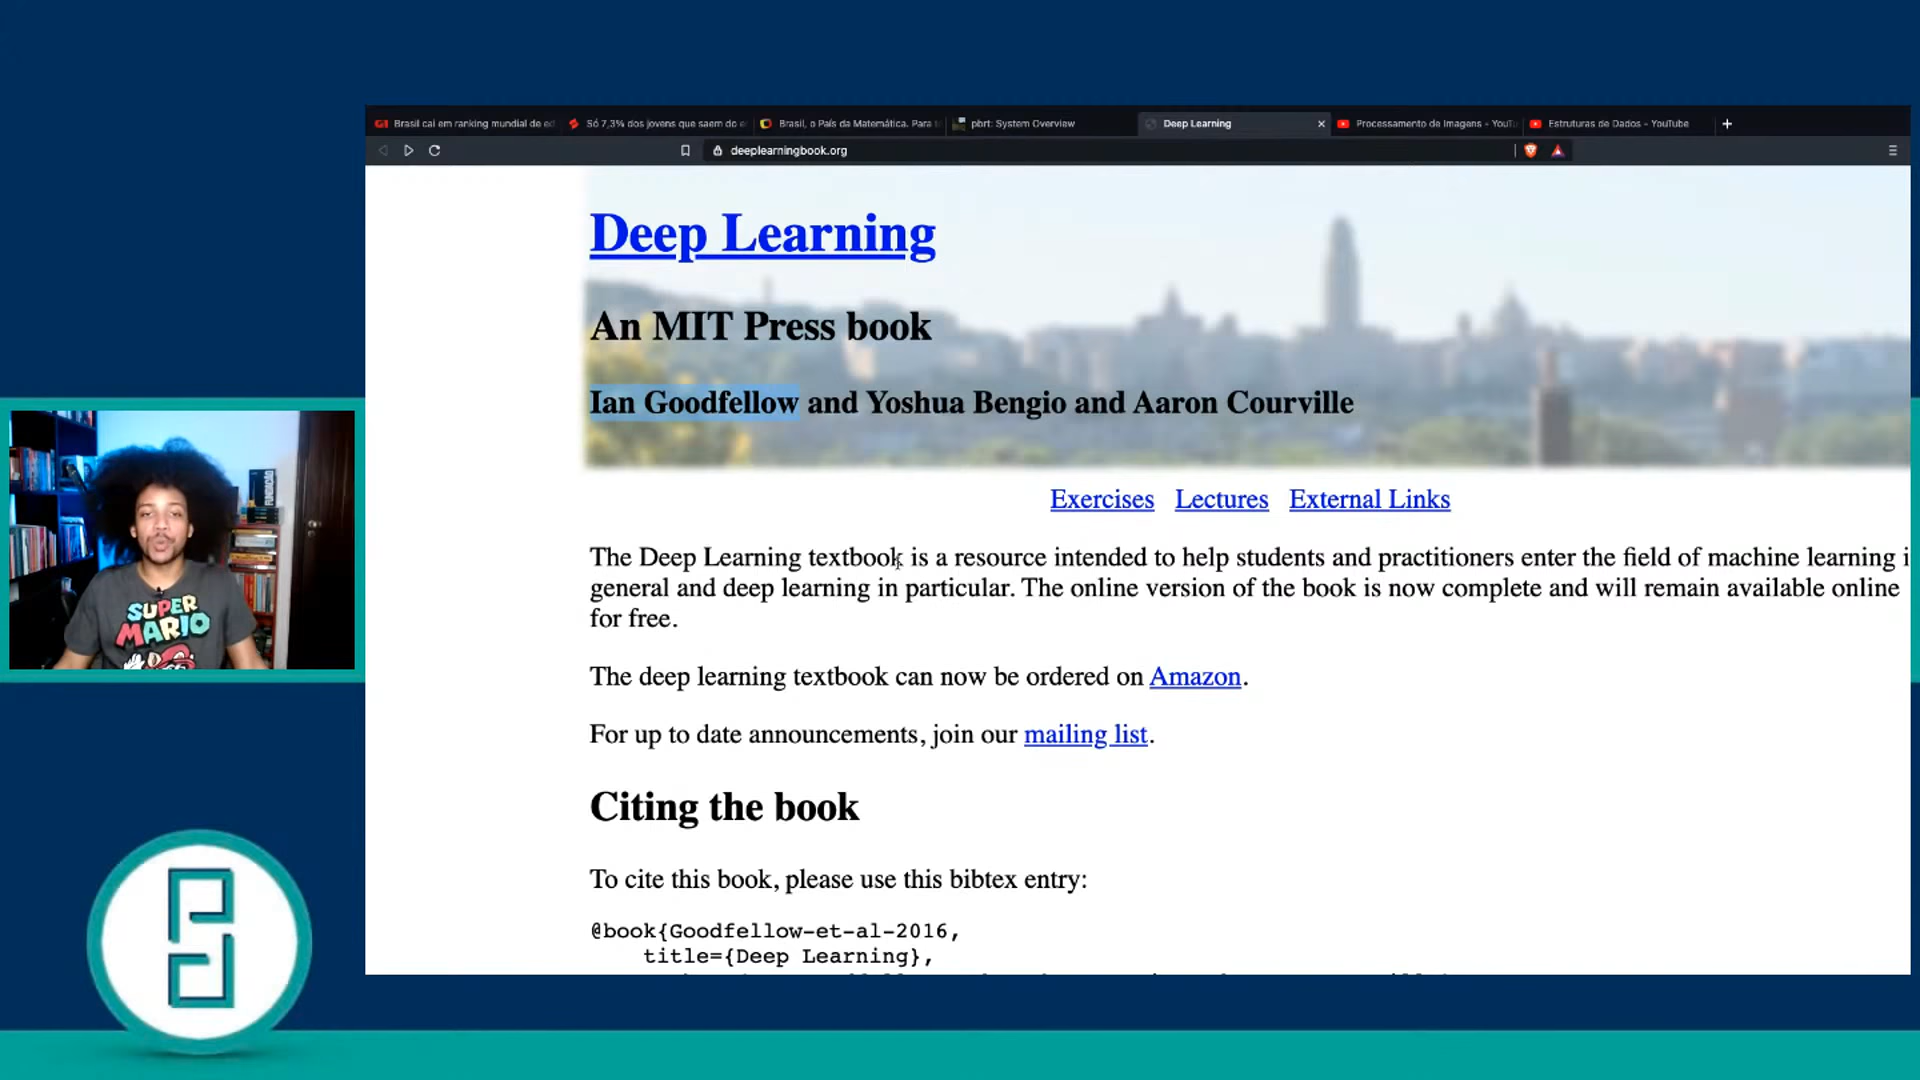 Brasil cai em ranking mundial de ed
Só 7,3% dos jovens que saem do e
Brasil, o País da Matemática. Para
pbrt: System Overview
Deep Learning
Processamento de Imagens - YouTu
Estruturas de Dados - YouTube
deeplearningbook.org
Deep Learning
An MIT Press book
Ian Goodfellow and Yoshua Bengio and Aaron Courville
Exercises Lectures External Links
The Deep Learning textbook is a resource intended to help students and practitioners enter the field of machine learning i
general and deep learning in particular. The online version of the book is now complete and will remain available online
for free.
The deep learning textbook can now be ordered on Amazon.
For up to date announcements, join our mailing list.
Citing the book
To cite this book, please use this bibtex entry:
@book{Goodfellow-et-al-2016,
title={Deep Learning},
SUPER
MARIO
FUNDAÇÃO